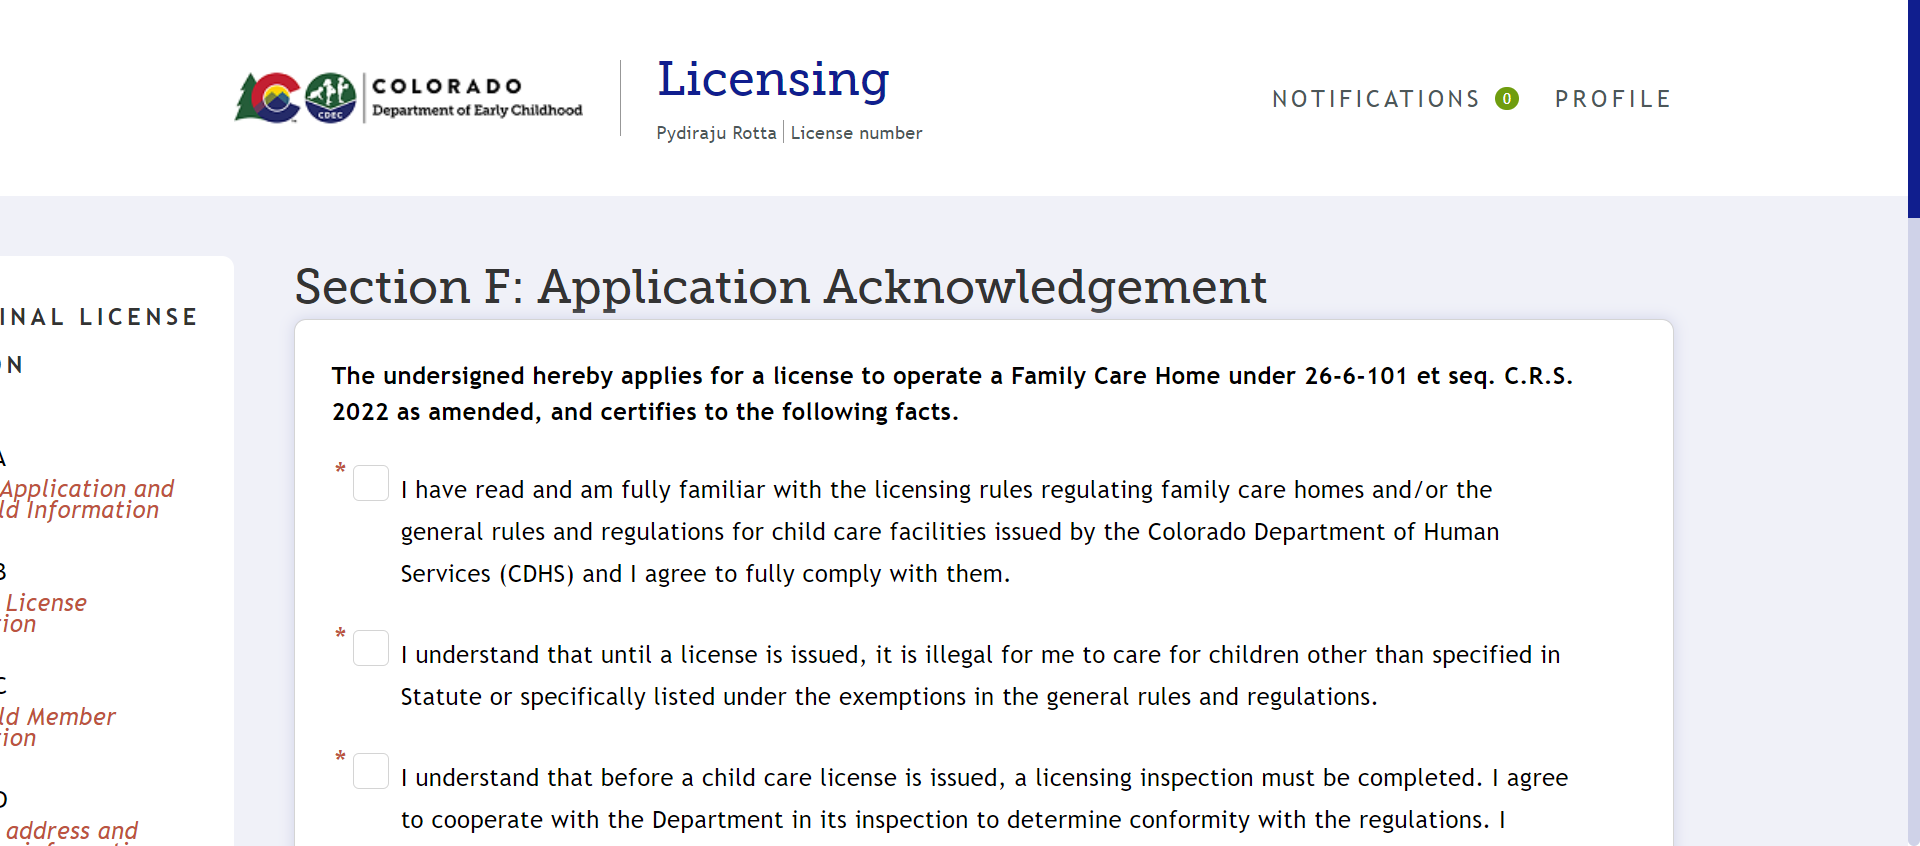 COLORADO
Department of Early Childhood
CDEC
Licensing
Pydiraju Rotta | License number
NOTIFICATIONS 0 PROFILE
INAL LICENSE
ON
A
Application and
ld Information
B
License
tion
C
ld Member
tion
D
address and
Section F: Application Acknowledgement
The undersigned hereby applies for a license to operate a Family Care Home under 26-6-101 et seq. C.R.S.
2022 as amended, and certifies to the following facts.
* I have read and am fully familiar with the licensing rules regulating family care homes and/or the
general rules and regulations for child care facilities issued by the Colorado Department of Human
Services (CDHS) and I agree to fully comply with them.
* I understand that until a license is issued, it is illegal for me to care for children other than specified in
Statute or specifically listed under the exemptions in the general rules and regulations.
* I understand that before a child care license is issued, a licensing inspection must be completed. I agree
to cooperate with the Department in its inspection to determine conformity with the regulations. I